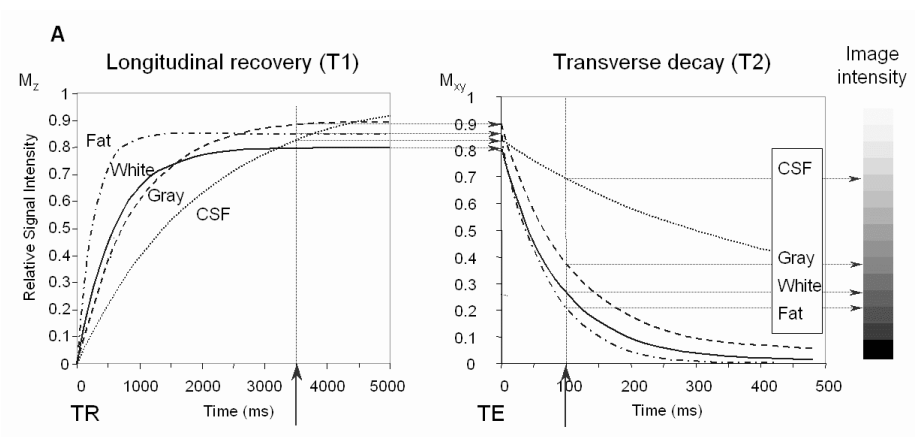 A
Longitudinal recovery (T1)
Mz
1
0.9
0.8
0.7
0.6
0.5
0.4
0.3
0.2
0.1
0
Relative Signal Intensity
Fat
White
Gray
CSF
0 1000 2000 3000 4000 5000
TR
Time (ms)
Transverse decay (T2)
Mxy
1
0.9
0.8
0.7
0.6
0.5
0.4
0.3
0.2
0.1
0
CSF
Gray
White
Fat
0 100 200 300 400 500
TE
Time (ms)
Image
intensity